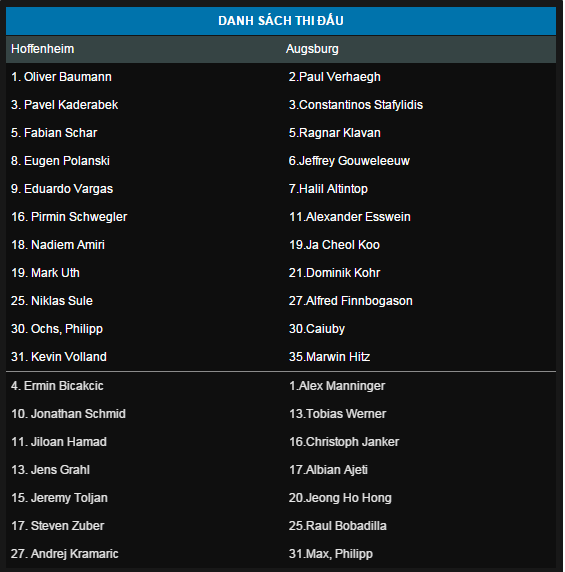 DANH SÁCH THI ĐẤU
Hoffenheim Augsburg
1. Oliver Baumann 2.Paul Verhaegh
3. Pavel Kaderabek 3.Constantinos Stafylidis
5. Fabian Schar 5.Ragnar Klavan
8. Eugen Polanski 6.Jeffrey Gouweleeuw
9. Eduardo Vargas 7.Halil Altintop
16. Pirmin Schwegler 11.Alexander Esswein
18. Nadiem Amiri 19.Ja Cheol Koo
19. Mark Uth 21.Dominik Kohr
25. Niklas Sule 27.Alfred Finnbogason
30. Ochs, Philipp 30.Caiuby
31. Kevin Volland 35.Marwin Hitz
4. Ermin Bicakcic 1.Alex Manninger
10. Jonathan Schmid 13.Tobias Werner
11. Jiloan Hamad 16.Christoph Janker
13. Jens Grahl 17.Albian Ajeti
15. Jeremy Toljan 20.Jeong Ho Hong
17. Steven Zuber 25.Raul Bobadilla
27. Andrej Kramaric 31.Max, Philipp